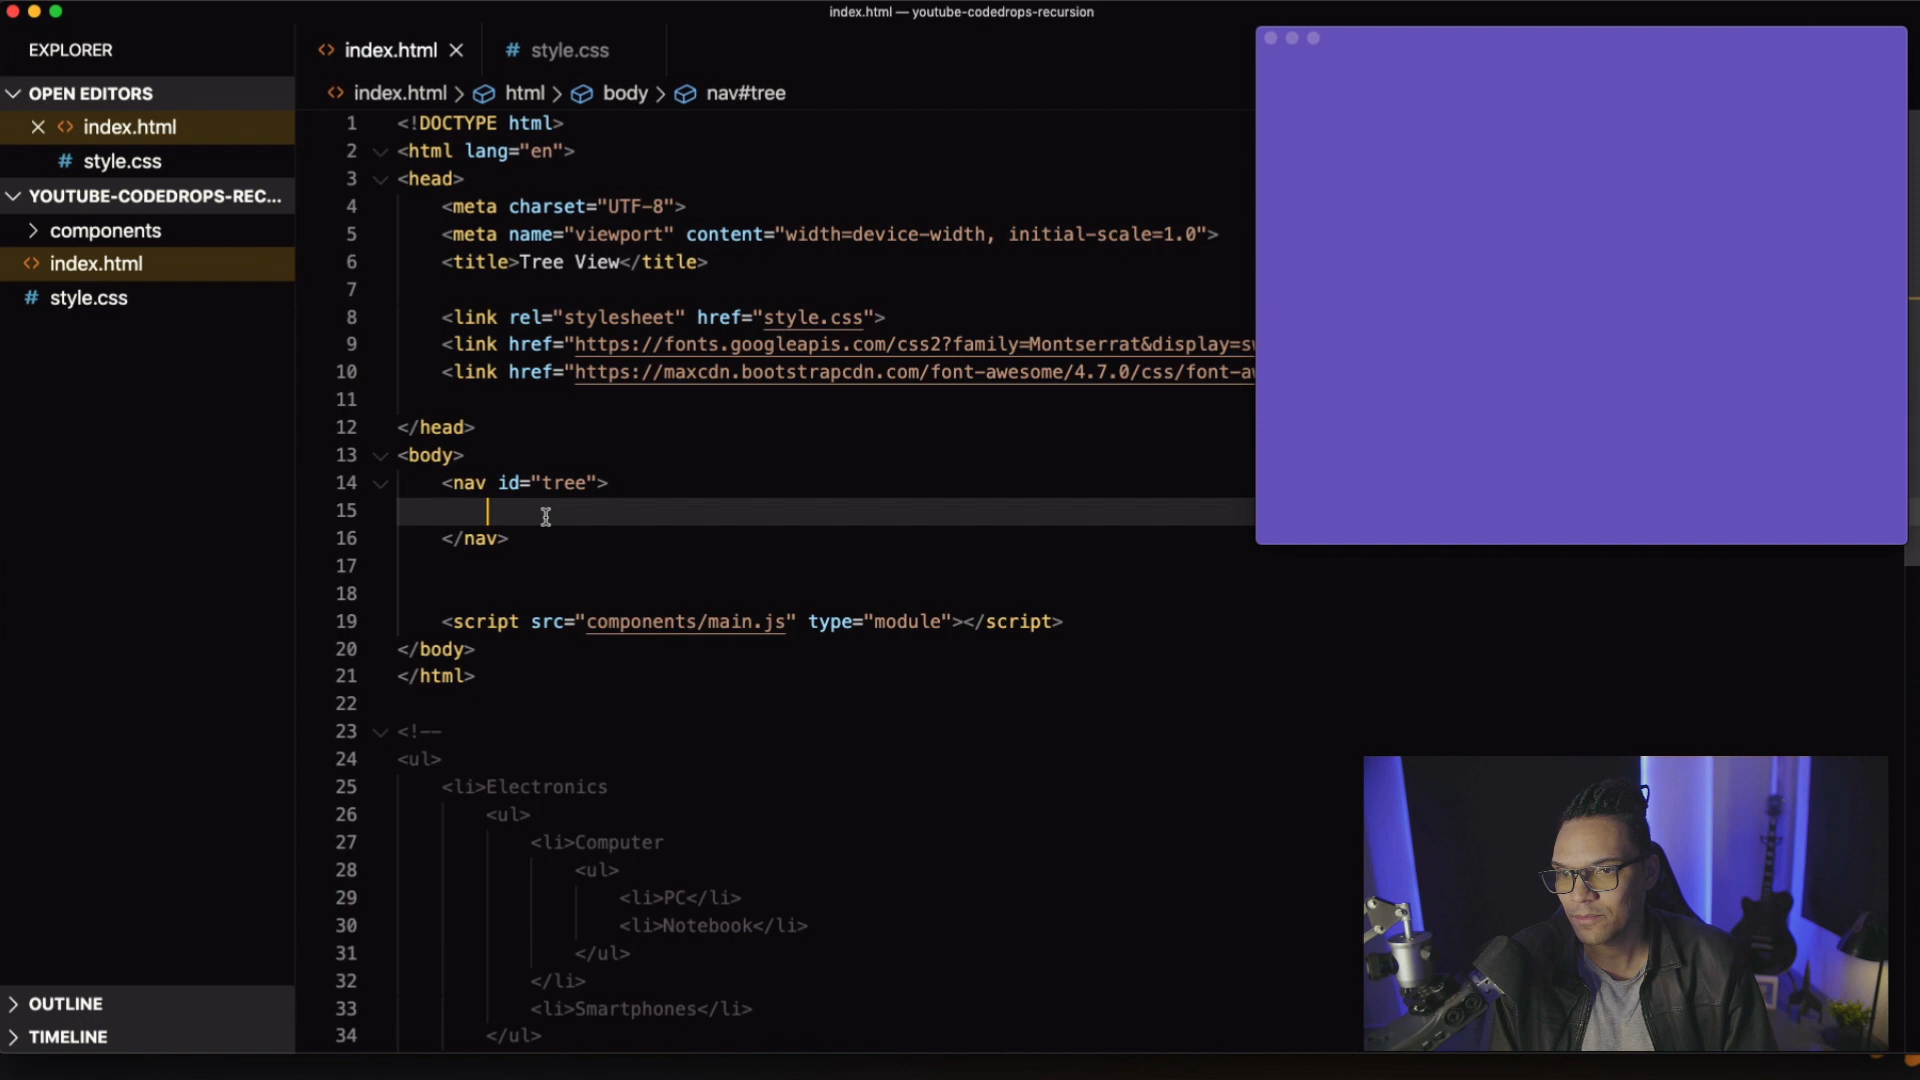 index.html — youtube-codedrops-recursion
EXPLORER
OPEN EDITORS
index.html
# style.css
YOUTUBE-CODEDROPS-REC...
components
index.html
# style.css
OUTLINE
TIMELINE
index.html
# style.css
index.html > html > body > nav#tree
1 <!DOCTYPE html>
2 <html lang="en">
3 <head>
4 <meta charset="UTF-8">
5 <meta name="viewport" content="width=device-width, initial-scale=1.0">
6 <title>Tree View</title>
7
8 <link rel="stylesheet" href="style.css">
9 <link href="https://fonts.googleapis.com/css2?family=Montserrat&display=sw
10 <link href="https://maxcdn.bootstrapcdn.com/font-awesome/4.7.0/css/font-aw
11
12 </head>
13 <body>
14 <nav id="tree">
15
16 </nav>
17
18
19 <script src="components/main.js" type="module"></script>
20 </body>
21 </html>
22
23 <!--
24 <ul>
25 <li>Electronics
26 <ul>
27 <li>Computer
28 <ul>
29 <li>PC</li>
30 <li>Notebook</li>
31 </ul>
32 </li>
33 <li>Smartphones</li>
34 </ul>